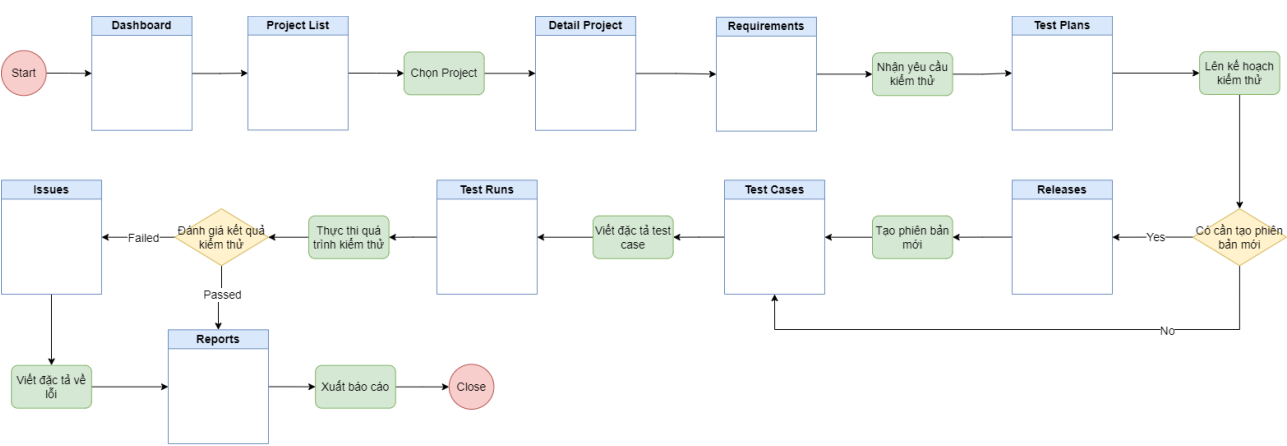 Dashboard
Project List
Detail Project
Requirements
Test Plans
Start
Chọn Project
Nhận yêu cầu
kiểm thử
Lên kế hoạch
kiểm thử
Issues
Test Runs
Test Cases
Releases
Có cần tạo phiên
bản mới
Yes
Tạo phiên bản
mới
Viết đặc tả test
case
Thực thi quá
trình kiểm thử
Đánh giá kết quả
kiểm thử
Failed
Passed
No
Reports
Viết đặc tả về
lỗi
Xuất báo cáo
Close